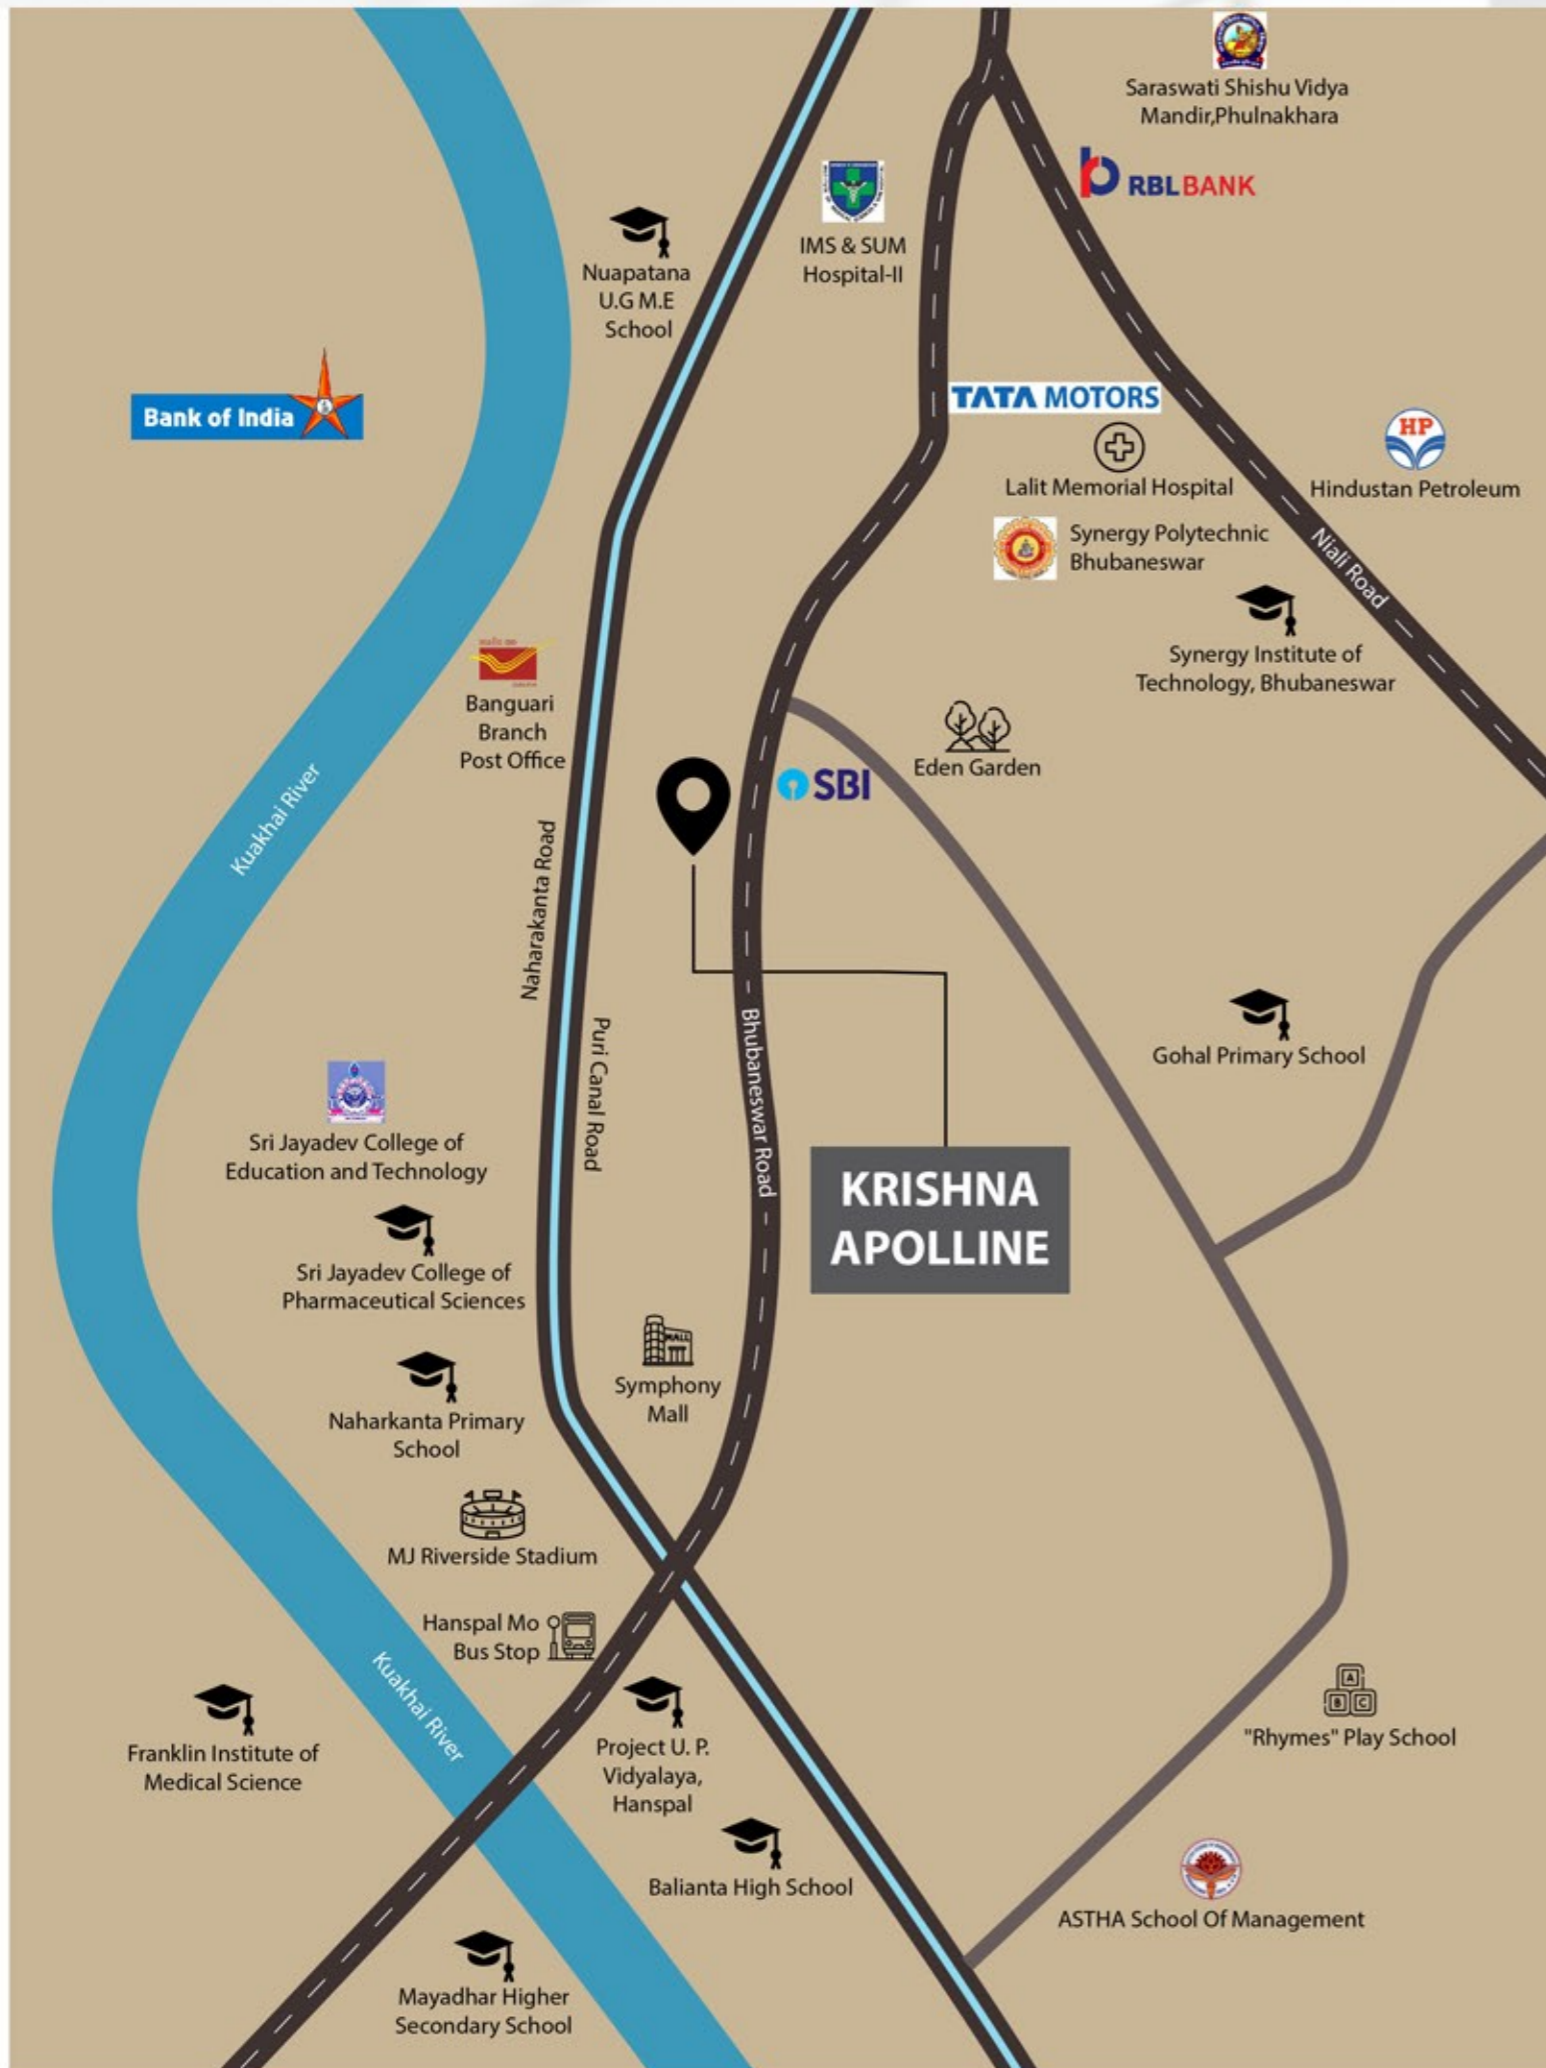 Saraswati Shishu Vidya
Mandir,Phulnakhara
RBL BANK
IMS & SUM
Hospital-II
Nuapatana
U.G M.E
School
Bank of India
TATA MOTORS
Lalit Memorial Hospital
HP
Hindustan Petroleum
Synergy Polytechnic
Bhubaneswar
Niali Road
Synergy Institute of
Technology, Bhubaneswar
Banguari
Branch
Post Office
Eden Garden
SBI
Kuakhai River
Naharakanta Road
Puri Canal Road
Bhubaneswar Road
Gohal Primary School
Sri Jayadev College of
Education and Technology
KRISHNA
APOLLINE
Sri Jayadev College of
Pharmaceutical Sciences
MALL
Symphony
Mall
Naharkanta Primary
School
MJ Riverside Stadium
Hanspal Mo
Bus Stop
Kuakhai River
Franklin Institute of
Medical Science
Project U. P.
Vidyalaya,
Hanspal
A
B C
"Rhymes" Play School
Balianta High School
ASTHA School Of Management
Mayadhar Higher
Secondary School